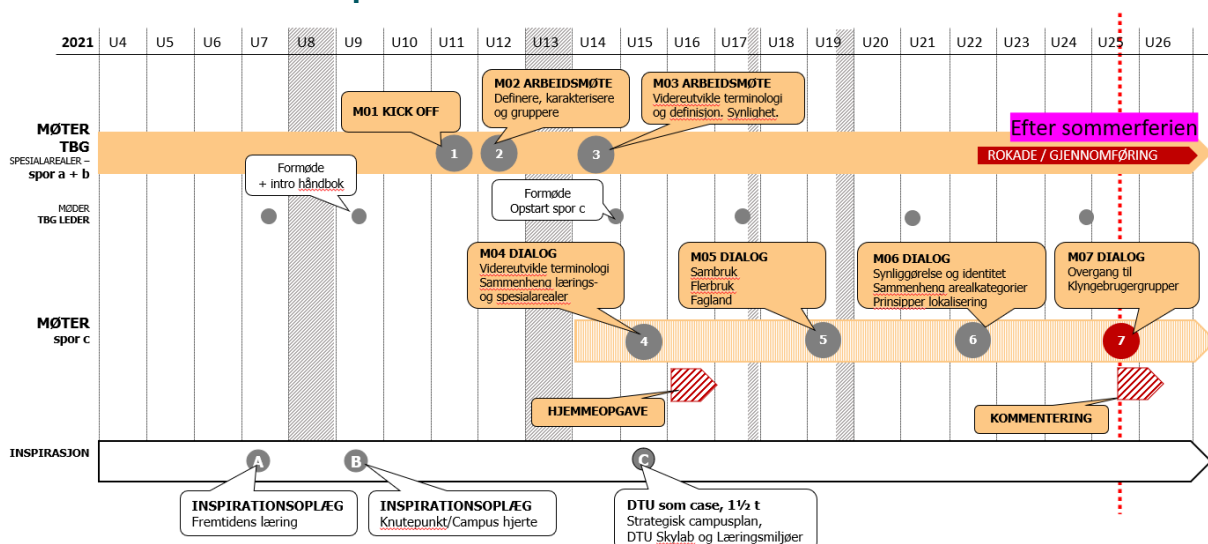 2021 U4 U5 U6 U7 U8 U9 U10 U11 U12 U13 U14 U15 U16 U17 U18 U19 U20 U21 U22 U23 U24 U25 U26
M01 KICK OFF
M02 ARBEIDSMØTE
Definere, karakterisere
og gruppere
M03 ARBEIDSMØTE
Videreutvikle terminologi
og definisjon. Synlighet.
MØTER
TBG
SPESIALAREALER –
spor a + b
1
2
3
Efter sommerferien
ROKADE / GJENNOMFØRING
Formøde
+ intro håndbok
Formøde
Opstart spor c
MØDER
TBG LEDER
M04 DIALOG
Videreutvikle terminologi
Sammenheng lærings-
og spesialarealer
M05 DIALOG
Sambruk
Flerbruk
Fagland
M06 DIALOG
Synliggørelse og identitet
Sammenheng arealkategorier
Prinsipper lokalisering
M07 DIALOG
Overgang til
Klyngebrugergrupper
MØTER
spor c
4
5
6
7
HJEMMEOPGAVE
KOMMENTERING
INSPIRASJON
A
B
C
INSPIRATIONSOPLÆG
Fremtidens læring
INSPIRATIONSOPLÆG
Knutepunkt/Campus hjerte
DTU som case, 1½ t
Strategisk campusplan,
DTU Skylab og Læringsmiljøer